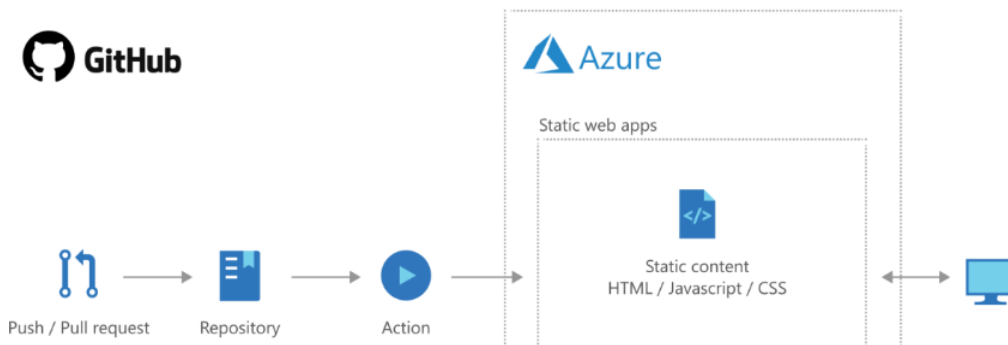 GitHub
Azure
Static web apps
</>
Static content
HTML / Javascript / CSS
Push / Pull request
Repository
Action